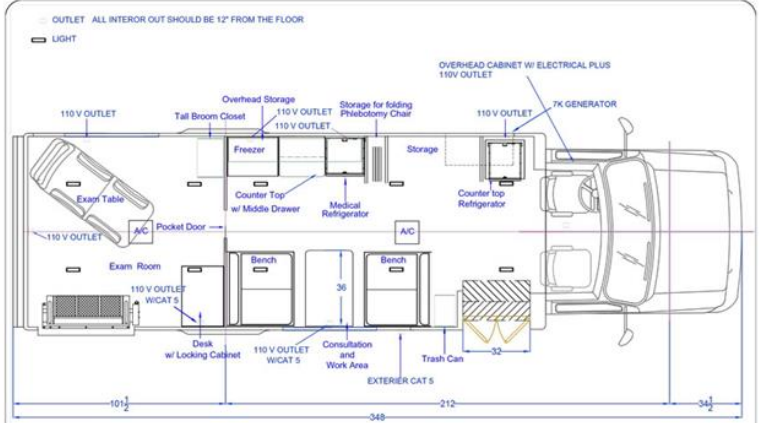 OUTLET ALL INTEROR OUT SHOULD BE 12" FROM THE FLOOR
LIGHT
OVERHEAD CABINET W/ ELECTRICAL PLUS
110V OUTLET
Overhead Storage
110 V OUTLET
Tall Broom Closet
110 V OUTLET
110 V OUTLET
Storage for folding
Phlebotomy Chair
110 V OUTLET
7K GENERATOR
Freezer
Storage
Exam Table
Counter Top
w/ Middle Drawer
Medical
Refrigerator
Counter top
Refrigerator
110 V OUTLET
A/C
Pocket Door
A/C
Exam Room
Bench
Bench
110 V OUTLET
W/CAT 5
36
Desk
w/ Locking Cabinet
110 V OUTLET
W/CAT 5
Consultation
and
Work Area
Trash Can
32
EXTERIER CAT 5
101 1/2
212
34 1/2
348